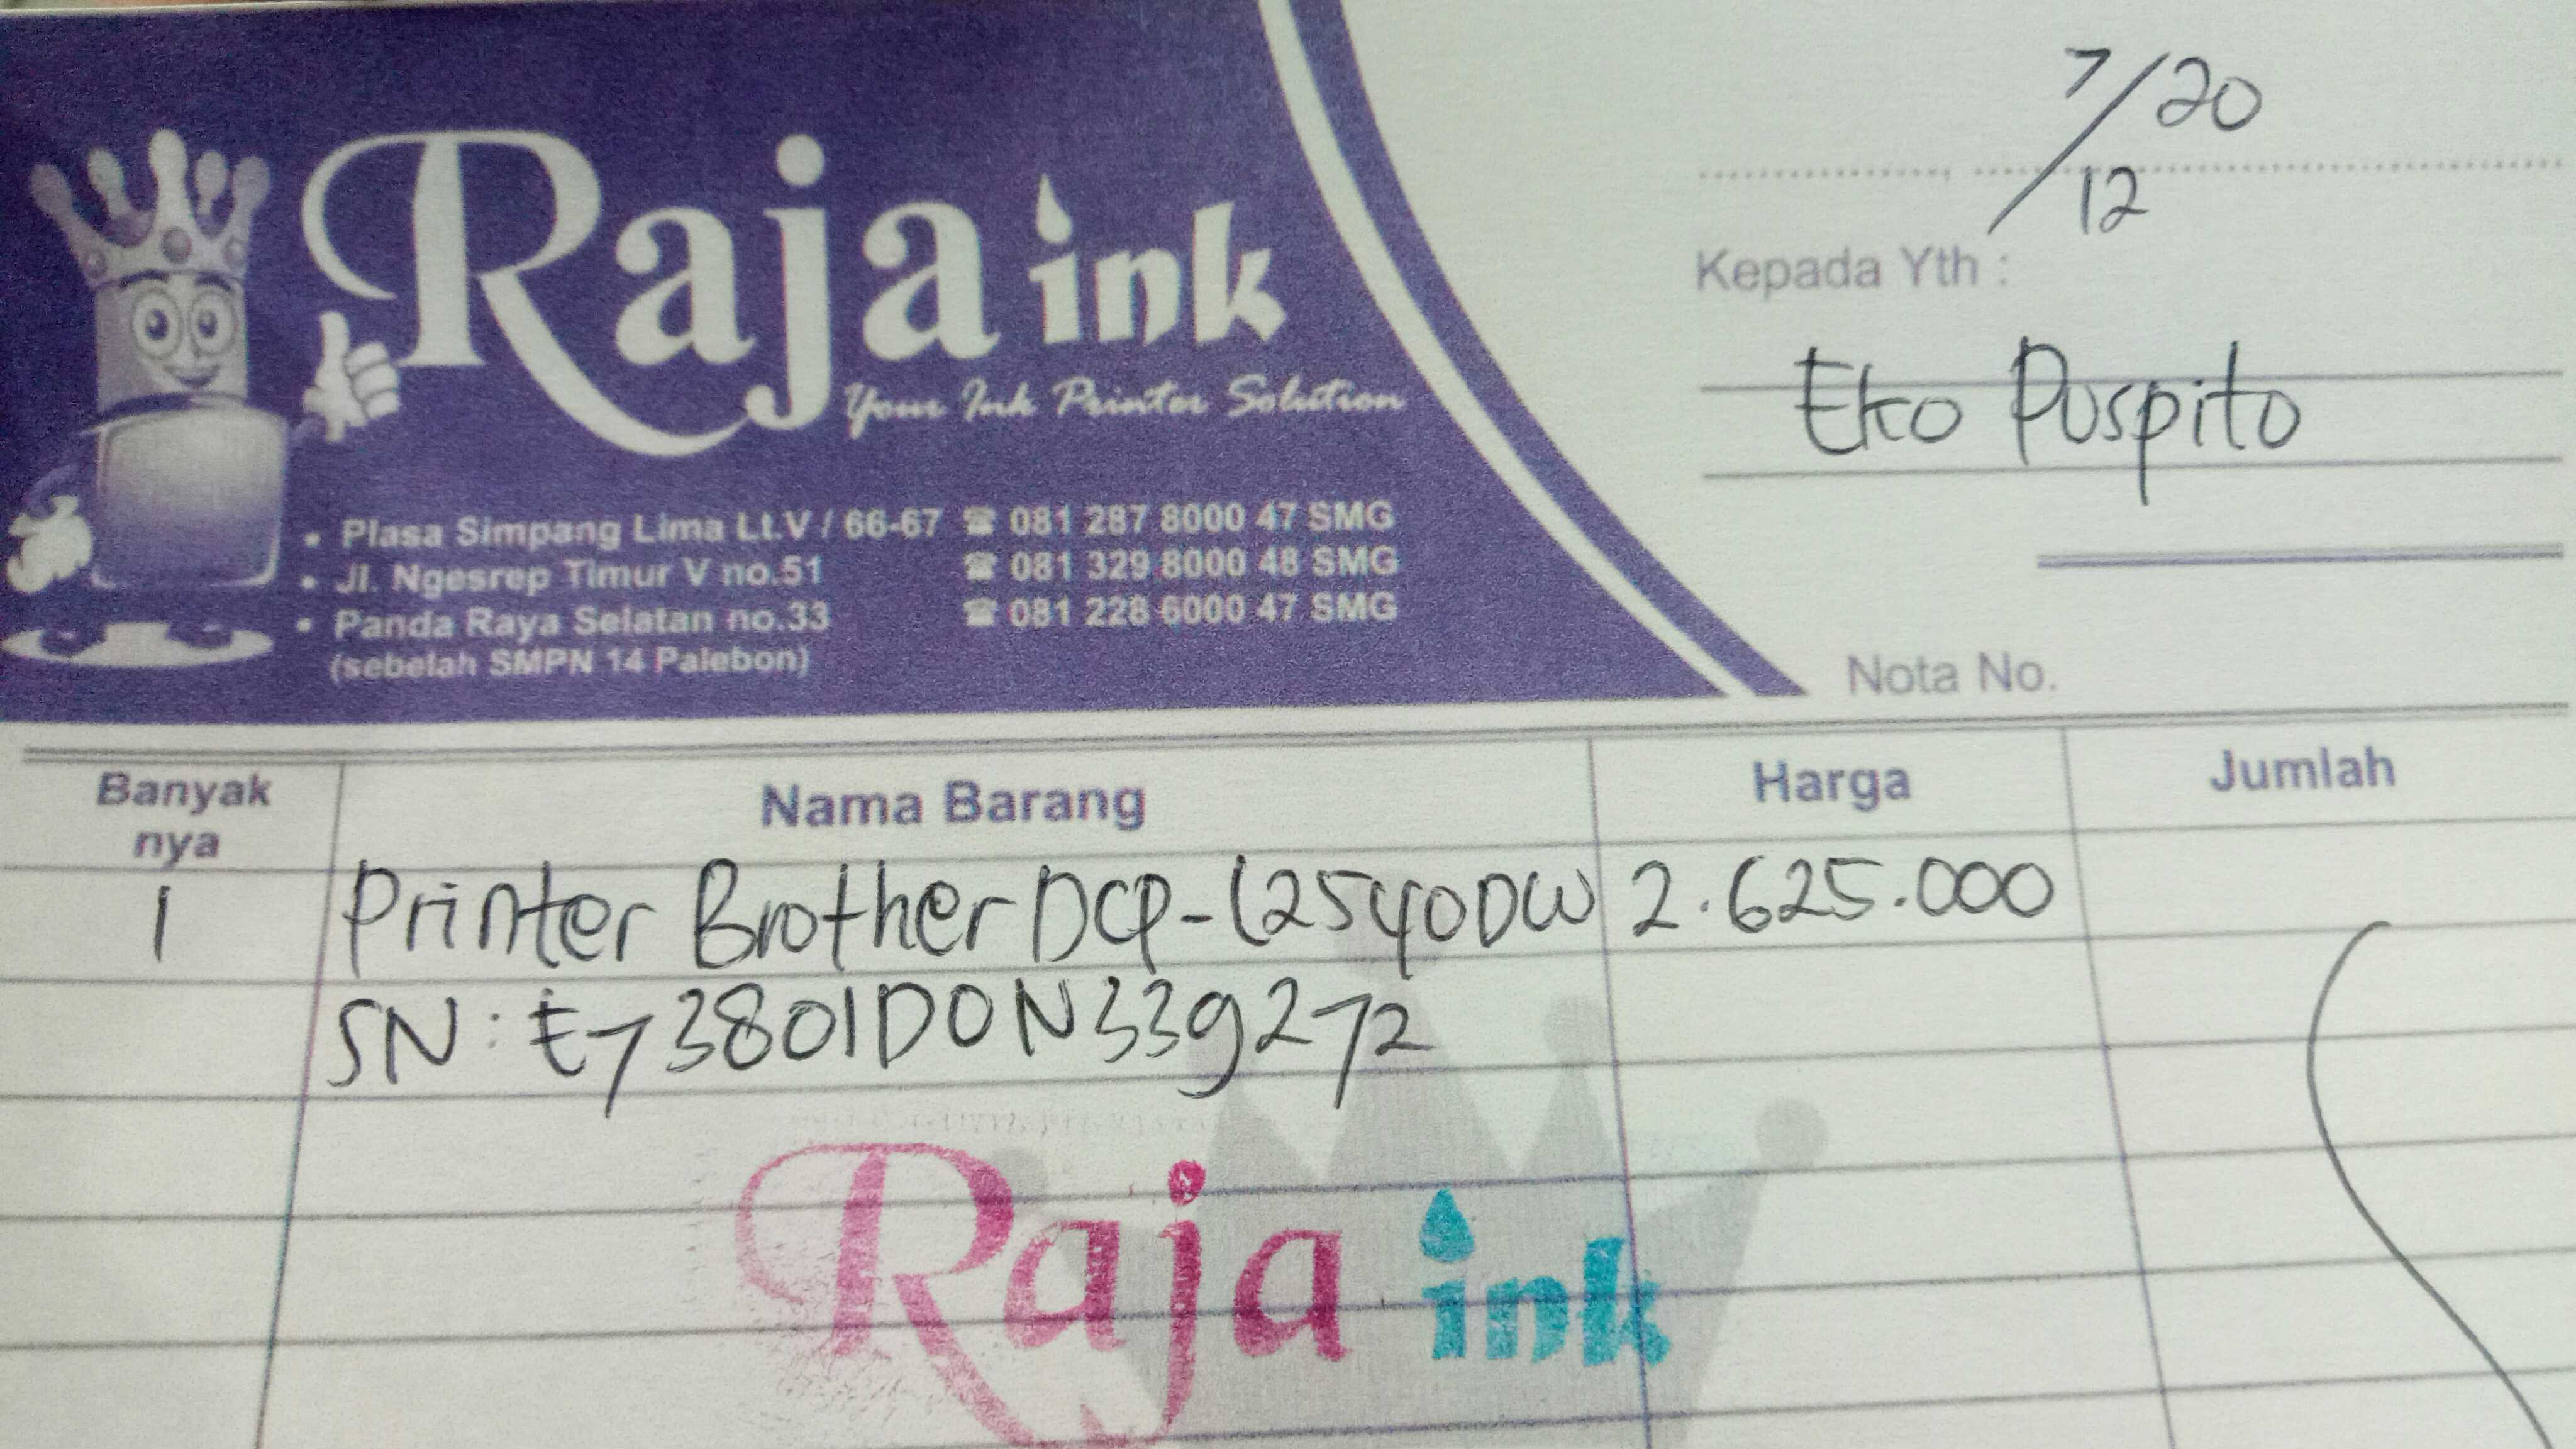 Raja ink
Your Ink Printer Solution
• Plasa Simpang Lima Lt.V / 66-67 ☎ 081 287 8000 47 SMG
• Jl. Ngesrep Timur V no.51 ☎ 081 329 8000 48 SMG
• Panda Raya Selatan no.33 ☎ 081 228 6000 47 SMG
(sebelah SMPN 14 Palebon)
7/12 20
Kepada Yth :
Eko Puspito
Nota No.
Banyak nya Nama Barang Harga Jumlah
1 Printer Brother DCP-L2540DW 2.625.000
SN : E73801D0N339272
Raja ink